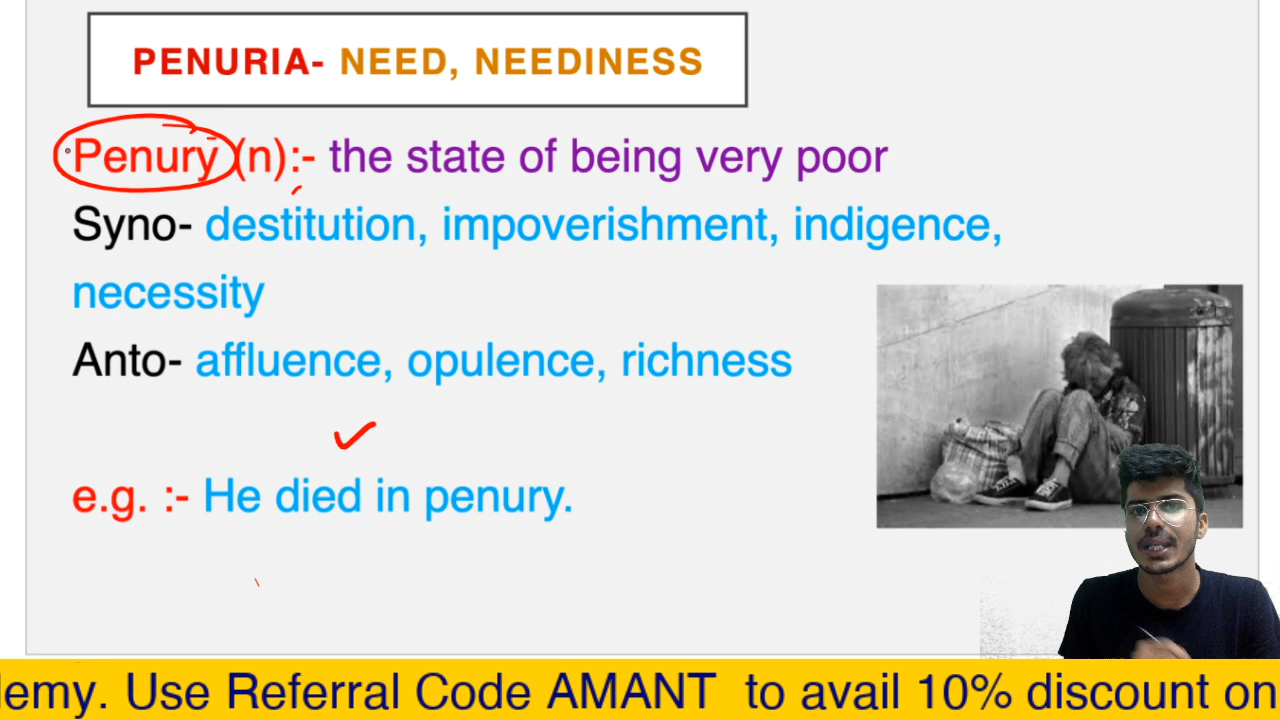 PENURIA- NEED, NEEDINESS
Penury (n):- the state of being very poor
Syno- destitution, impoverishment, indigence,
necessity
Anto- affluence, opulence, richness
e.g. :- He died in penury.
emy. Use Referral Code AMANT to avail 10% discount on